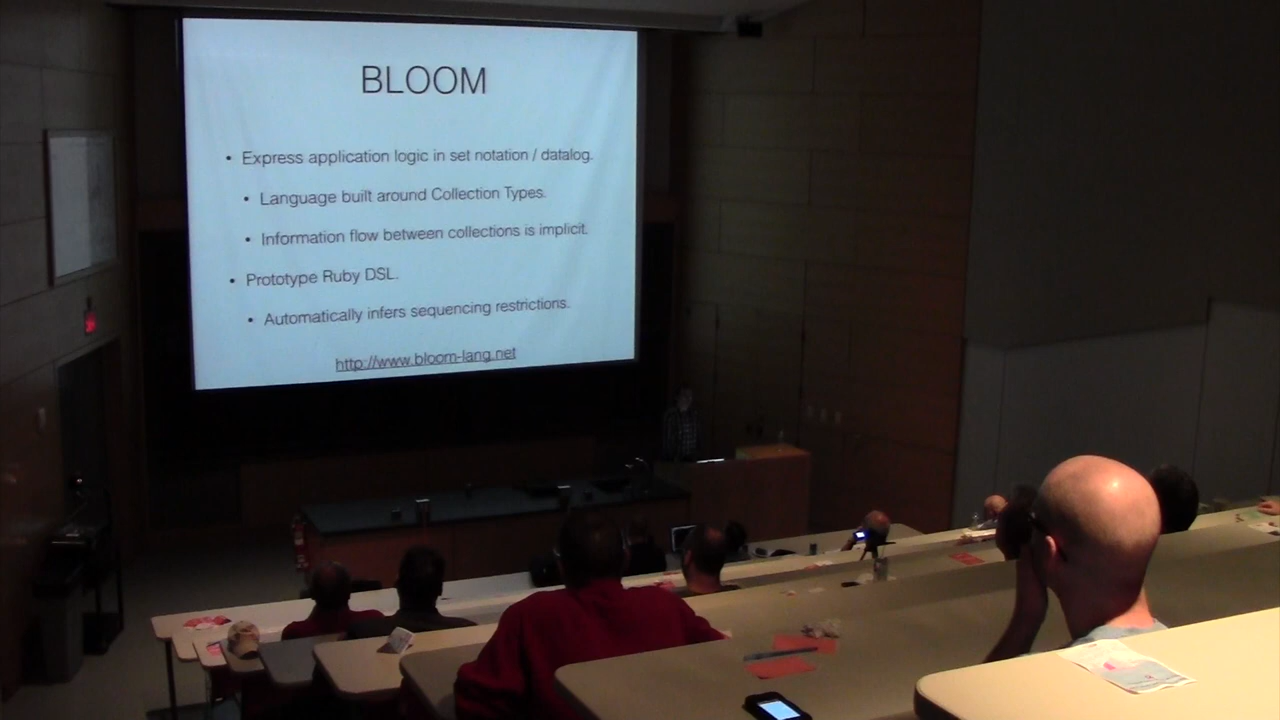 BLOOM
• Express application logic in set notation / datalog.
• Language built around Collection Types.
• Information flow between collections is implicit.
• Prototype Ruby DSL.
• Automatically infers sequencing restrictions.
http://www.bloom-lang.net